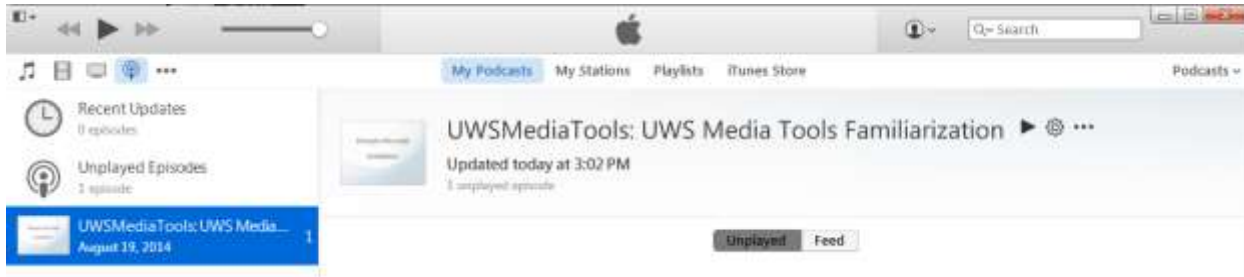 Search
My Podcasts My Stations Playlists iTunes Store Podcasts
Recent Updates
0 episodes
Unplayed Episodes
1 episode
UWSMediaTools: UWS Media...
August 19, 2014
1
UWSMediaTools: UWS Media Tools Familiarization
Updated today at 3:02 PM
1 unplayed episode
Unplayed Feed